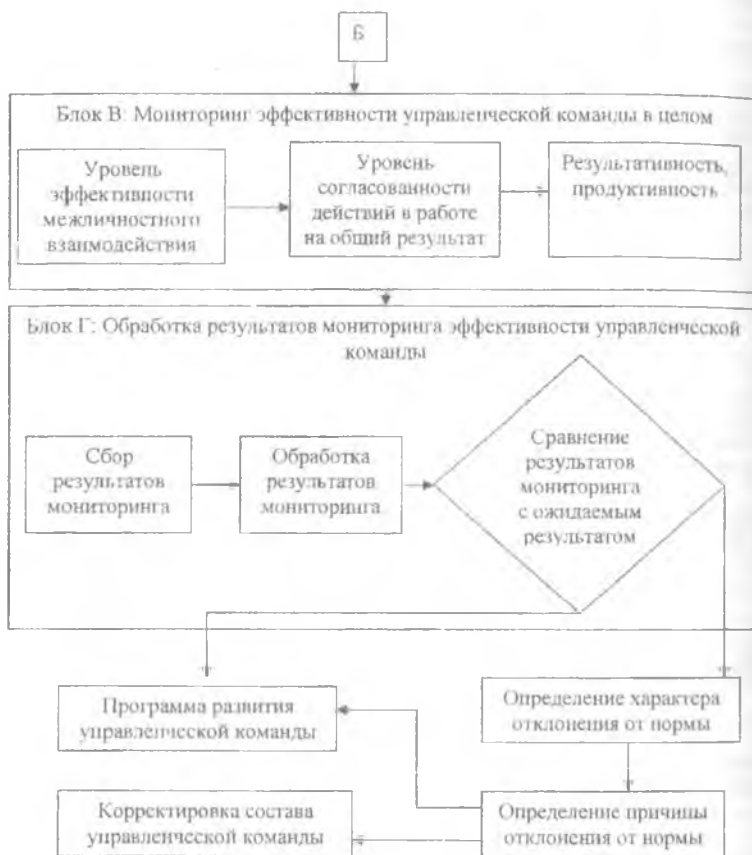 Б
Блок В: Мониторинг эффективности управленческой команды в целом
Уровень
эффективности
межличностного
взаимодействия
Уровень
согласованности
действий в работе
на общий результат
Результативность,
продуктивность
Блок Г: Обработка результатов мониторинга эффективности управленческой
команды
Сбор
результатов
мониторинга
Обработка
результатов
мониторинга
Сравнение
результатов
мониторинга
с ожидаемым
результатом
Программа развития
управленческой команды
Определение характера
отклонения от нормы
Корректировка состава
управленческой команды
Определение причины
отклонения от нормы